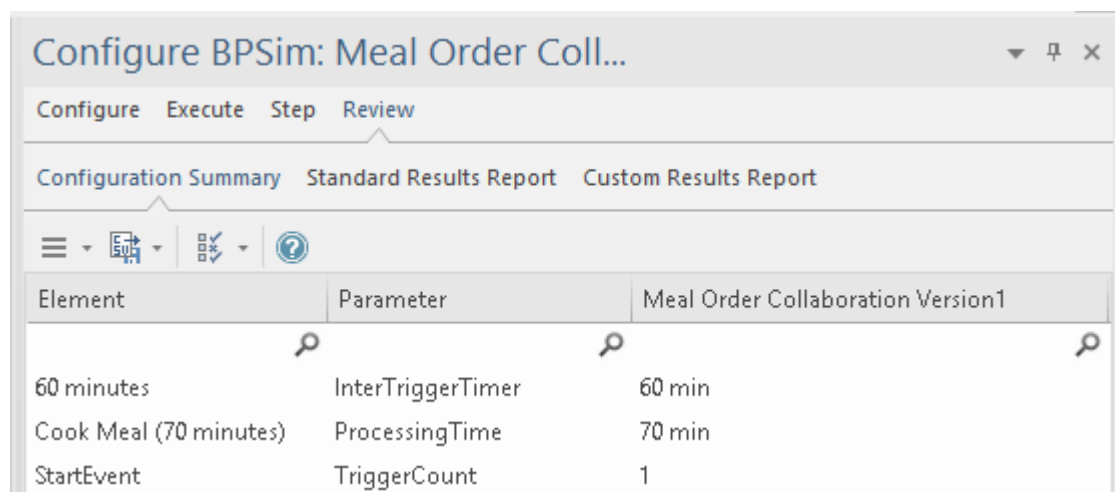 Configure BPSim: Meal Order Coll...
Configure Execute Step Review
Configuration Summary Standard Results Report Custom Results Report
Element Parameter Meal Order Collaboration Version1
60 minutes InterTriggerTimer 60 min
Cook Meal (70 minutes) ProcessingTime 70 min
StartEvent TriggerCount 1